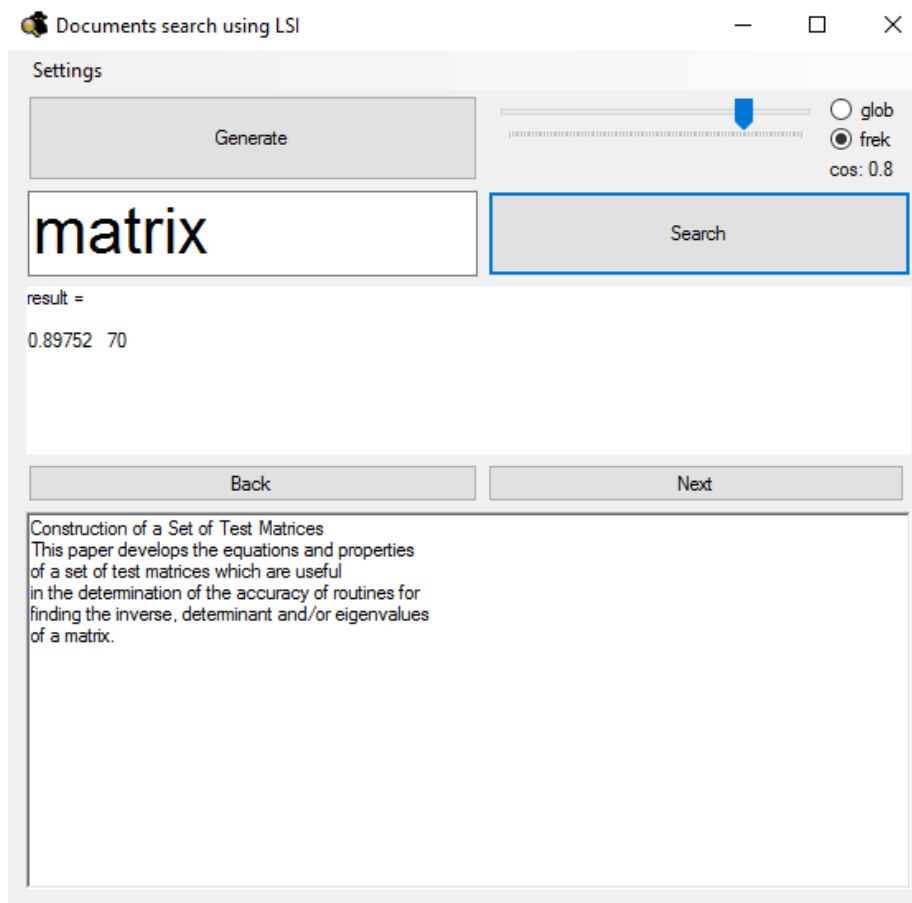 Documents search using LSI
Settings
Generate
glob
frek
cos: 0.8
matrix
Search
result =
0.89752 70
Back
Next
Construction of a Set of Test Matrices
This paper develops the equations and properties
of a set of test matrices which are useful
in the determination of the accuracy of routines for
finding the inverse, determinant and/or eigenvalues
of a matrix.